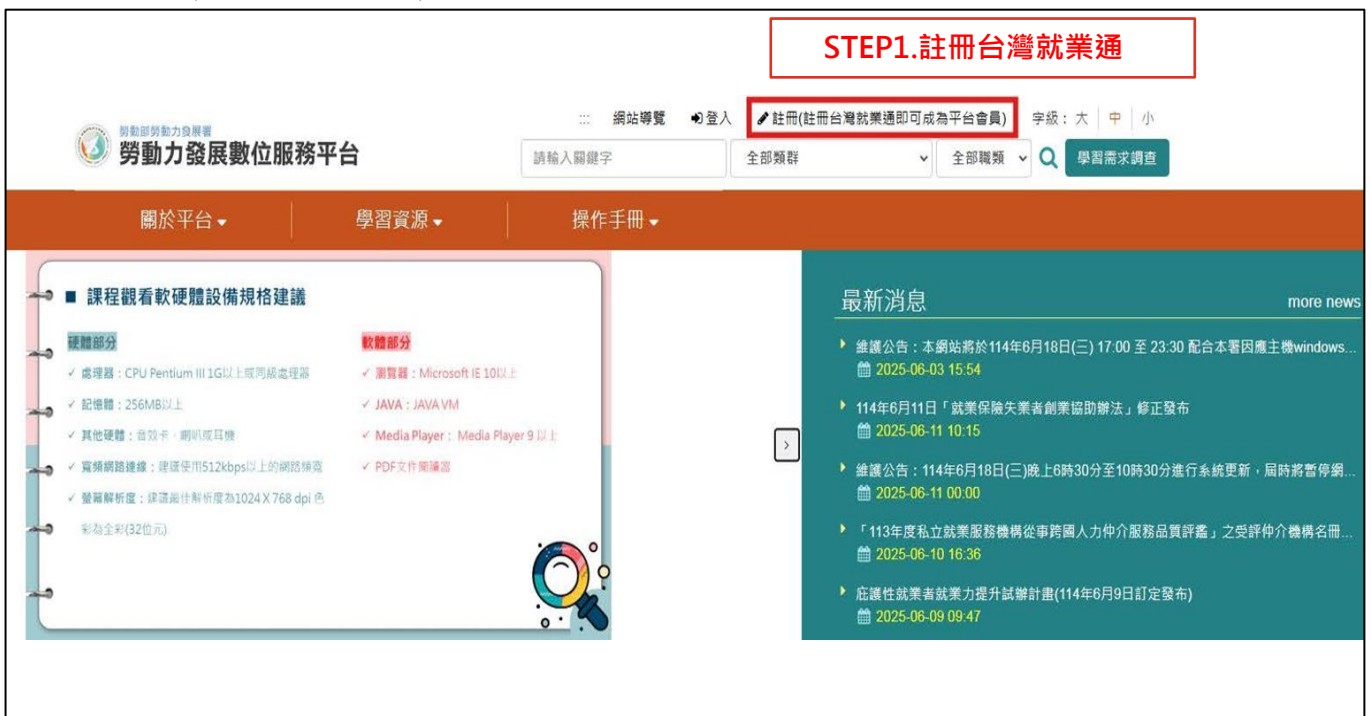 STEP1.註冊台灣就業通
::: 網站導覽 登入 註冊(註冊台灣就業通即可成為平台會員) 字級: 大 中 小
勞動部勞動力發展署
勞動力發展數位服務平台
請輸入關鍵字 全部類群 全部職類 學習需求調查
關於平台 學習資源 操作手冊
課程觀看軟硬體設備規格建議
硬體部分
✓ 處理器:CPU Pentium III 1G以上或同級處理器
✓ 記憶體:256MB以上
✓ 其他硬體:音效卡、喇叭或耳機
✓ 寬頻網路連線:建議使用512kbps以上的網路頻寬
✓ 螢幕解析度:建議最佳解析度為1024 X 768 dpi 色
彩為全彩(32位元)
軟體部分
✓ 瀏覽器:Microsoft IE 10以上
✓ JAVA:JAVA VM
✓ Media Player: Media Player 9 以上
✓ PDF文件閱讀器
最新消息 more news
維護公告:本網站將於114年6月18日(三) 17:00 至 23:30 配合本署因應主機windows...
2025-06-03 15:54
114年6月11日「就業保險失業者創業協助辦法」修正發布
2025-06-11 10:15
維護公告:114年6月18日(三)晚上6時30分至10時30分進行系統更新,屆時將暫停網...
2025-06-11 00:00
「113年度私立就業服務機構從事跨國人力仲介服務品質評鑑」之受評仲介機構名冊...
2025-06-10 16:36
庇護性就業者就業力提升試辦計畫(114年6月9日訂定發布)
2025-06-09 09:47